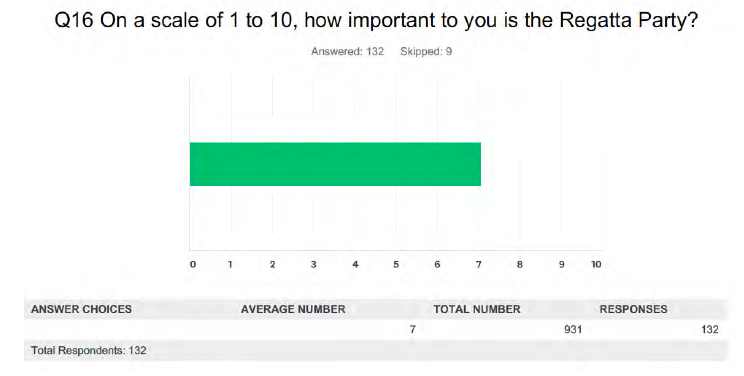 Q16 On a scale of 1 to 10, how important to you is the Regatta Party?
Answered: 132 Skipped: 9
0 1 2 3 4 5 6 7 8 9 10
ANSWER CHOICES AVERAGE NUMBER TOTAL NUMBER RESPONSES
7 931 132
Total Respondents: 132